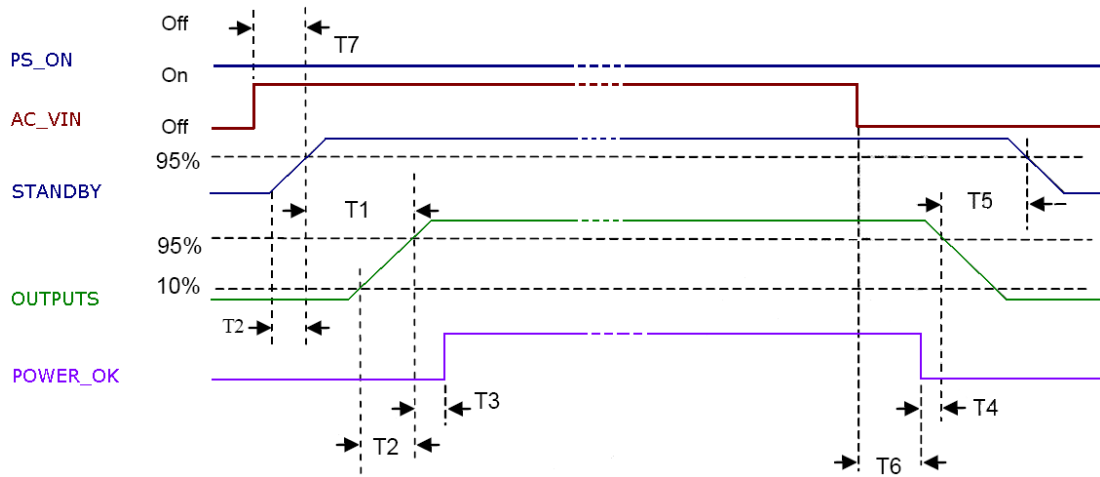 Off
T7
PS_ON
On
AC_VIN
Off
95%
STANDBY
T1
T5
95%
10%
OUTPUTS
T2
POWER_OK
T3
T4
T2
T6